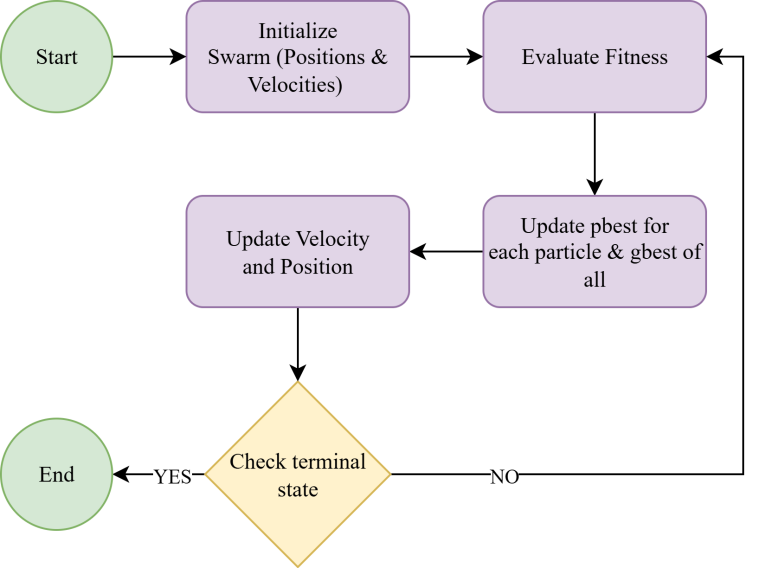 Start
Initialize
Swarm (Positions &
Velocities)
Evaluate Fitness
Update Velocity
and Position
Update pbest for
each particle & gbest of
all
End
YES
Check terminal
state
NO